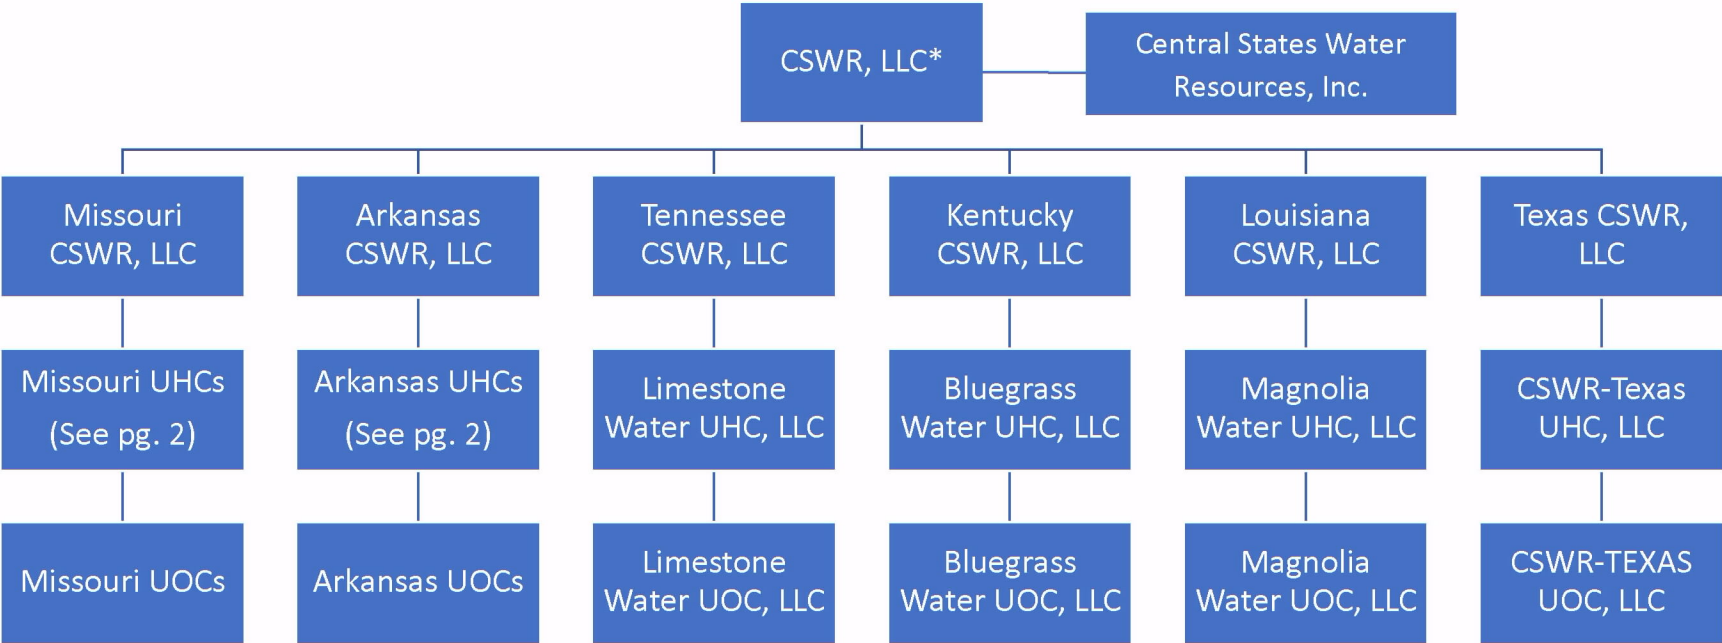 CSWR, LLC*
Central States Water
Resources, Inc.
Missouri
CSWR, LLC
Arkansas
CSWR, LLC
Tennessee
CSWR, LLC
Kentucky
CSWR, LLC
Louisiana
CSWR, LLC
Texas CSWR,
LLC
Missouri UHCs
(See pg. 2)
Arkansas UHCs
(See pg. 2)
Limestone
Water UHC, LLC
Bluegrass
Water UHC, LLC
Magnolia
Water UHC, LLC
CSWR-Texas
UHC, LLC
Missouri UOCs
Arkansas UOCs
Limestone
Water UOC, LLC
Bluegrass
Water UOC, LLC
Magnolia
Water UOC, LLC
CSWR-TEXAS
UOC, LLC